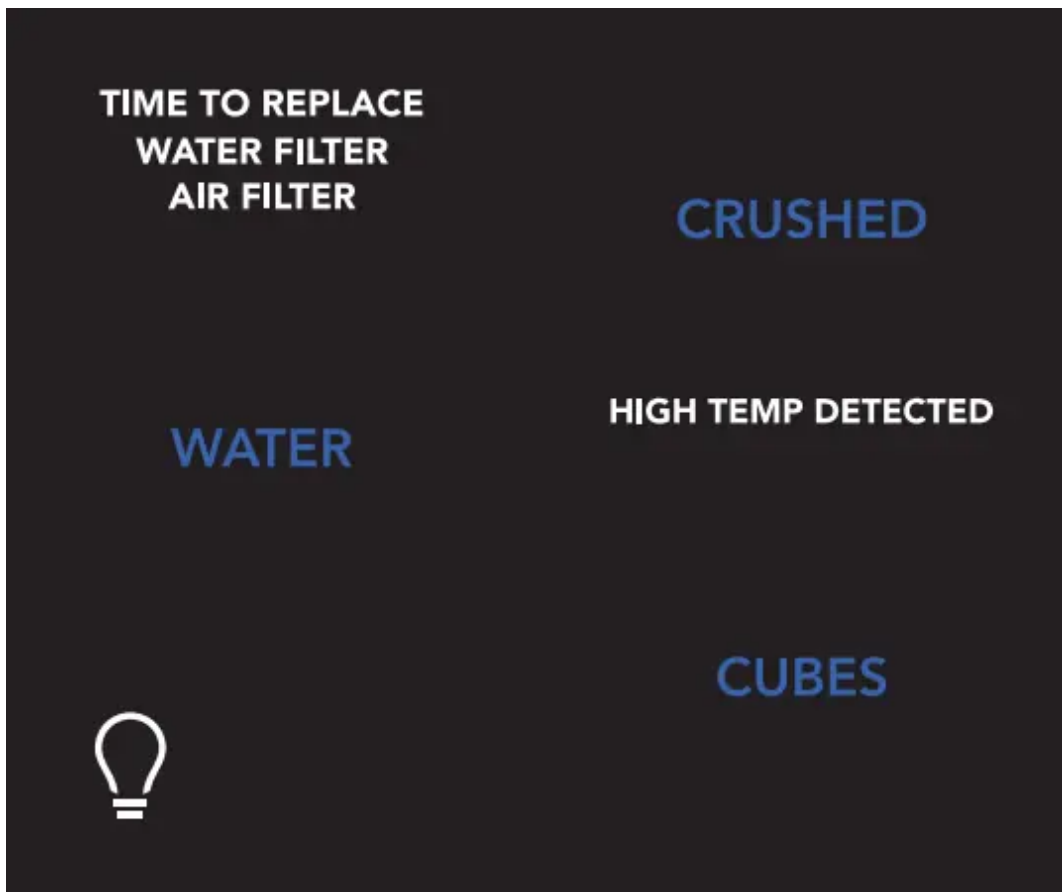 TIME TO REPLACE
WATER FILTER
AIR FILTER
CRUSHED
HIGH TEMP DETECTED
WATER
CUBES